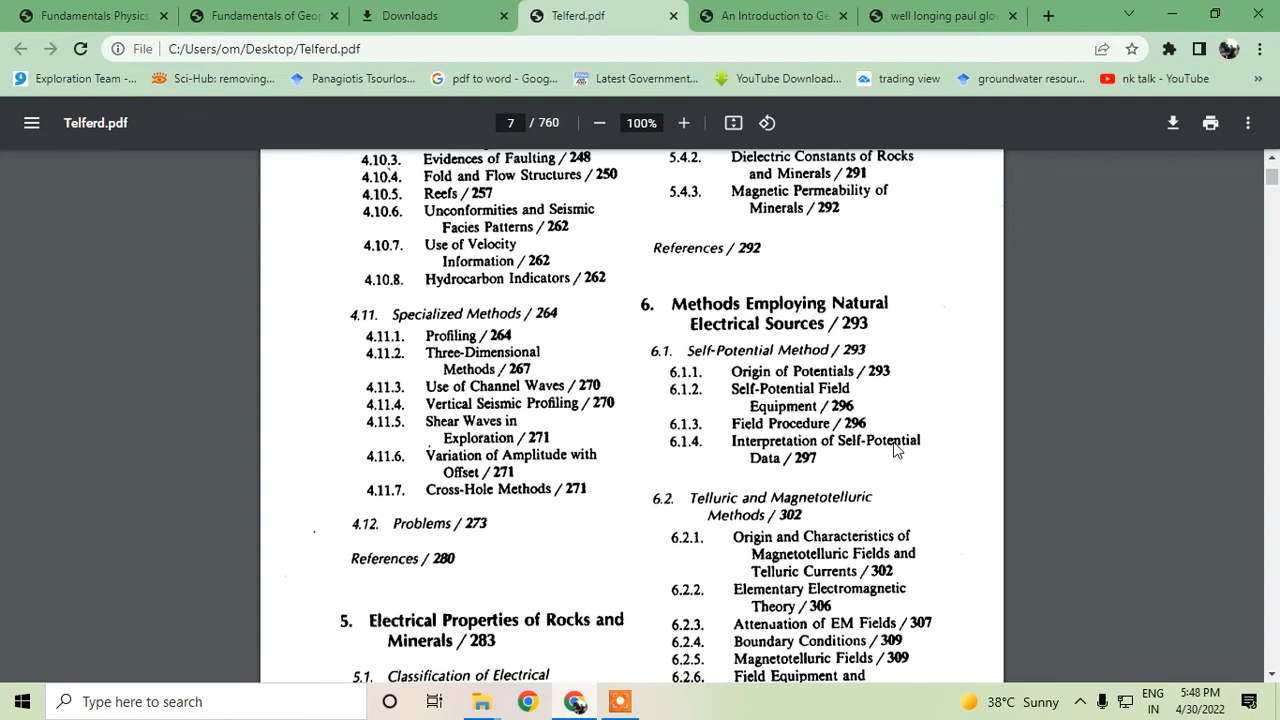 Fundamentals Physics
Fundamentals of Geop
Downloads
Telferd.pdf
An Introduction to Ge
well longing paul glov
File
C:/Users/om/Desktop/Telferd.pdf
Exploration Team -...
Sci-Hub: removing...
Panagiotis Tsourlos...
pdf to word - Goog...
Latest Government...
YouTube Download...
trading view
groundwater resour...
nk talk - YouTube
»
Telferd.pdf
7 / 760
100%
4.10.3. Evidences of Faulting / 248
4.10.4. Fold and Flow Structures / 250
4.10.5. Reefs / 257
4.10.6. Unconformities and Seismic
Facies Patterns / 262
4.10.7. Use of Velocity
Information / 262
4.10.8. Hydrocarbon Indicators / 262
4.11. Specialized Methods / 264
4.11.1. Profiling / 264
4.11.2. Three-Dimensional
Methods / 267
4.11.3. Use of Channel Waves / 270
4.11.4. Vertical Seismic Profiling / 270
4.11.5. Shear Waves in
Exploration / 271
4.11.6. Variation of Amplitude with
Offset / 271
4.11.7. Cross-Hole Methods / 271
4.12. Problems / 273
References / 280
5. Electrical Properties of Rocks and
Minerals / 283
5.1. Classification of Electrical
5.4.2. Dielectric Constants of Rocks
and Minerals / 291
5.4.3. Magnetic Permeability of
Minerals / 292
References / 292
6. Methods Employing Natural
Electrical Sources / 293
6.1. Self-Potential Method / 293
6.1.1. Origin of Potentials / 293
6.1.2. Self-Potential Field
Equipment / 296
6.1.3. Field Procedure / 296
6.1.4. Interpretation of Self-Potential
Data / 297
6.2. Telluric and Magnetotelluric
Methods / 302
6.2.1. Origin and Characteristics of
Magnetotelluric Fields and
Telluric Currents / 302
6.2.2. Elementary Electromagnetic
Theory / 306
6.2.3. Attenuation of EM Fields / 307
6.2.4. Boundary Conditions / 309
6.2.5. Magnetotelluric Fields / 309
6.2.6. Field Equipment and
Type here to search
38°C Sunny
ENG
IN
5:48 PM
4/30/2022